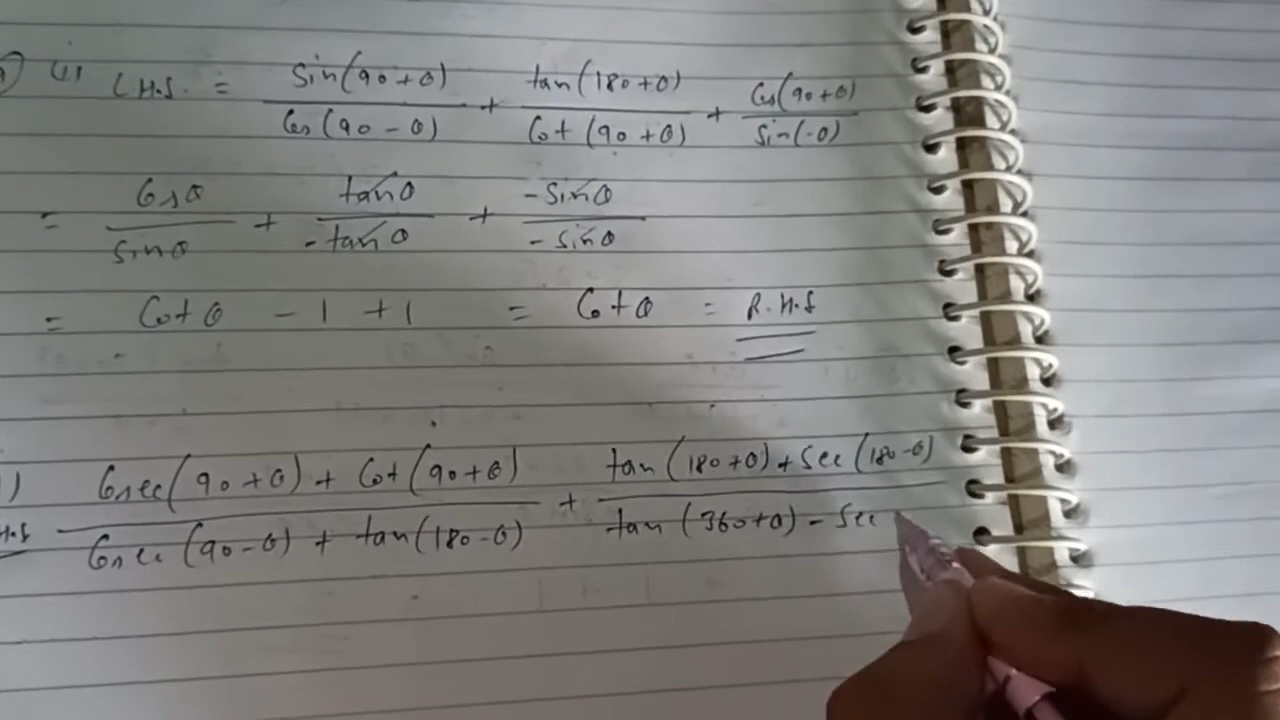 (i) L.H.S. = sin(90+θ)/cos(90-θ) + tan(180+θ)/cot(90+θ) + cos(90+θ)/sin(-θ)
= cosθ/sinθ + tanθ/-tanθ + -sinθ/-sinθ
= cotθ - 1 + 1 = cotθ = R.H.S
cosec(90+θ) + cot(90+θ)/cosec(90-θ) + tan(180-θ) + tan(180+θ)+sec(180-θ)/tan(360+θ) - sec